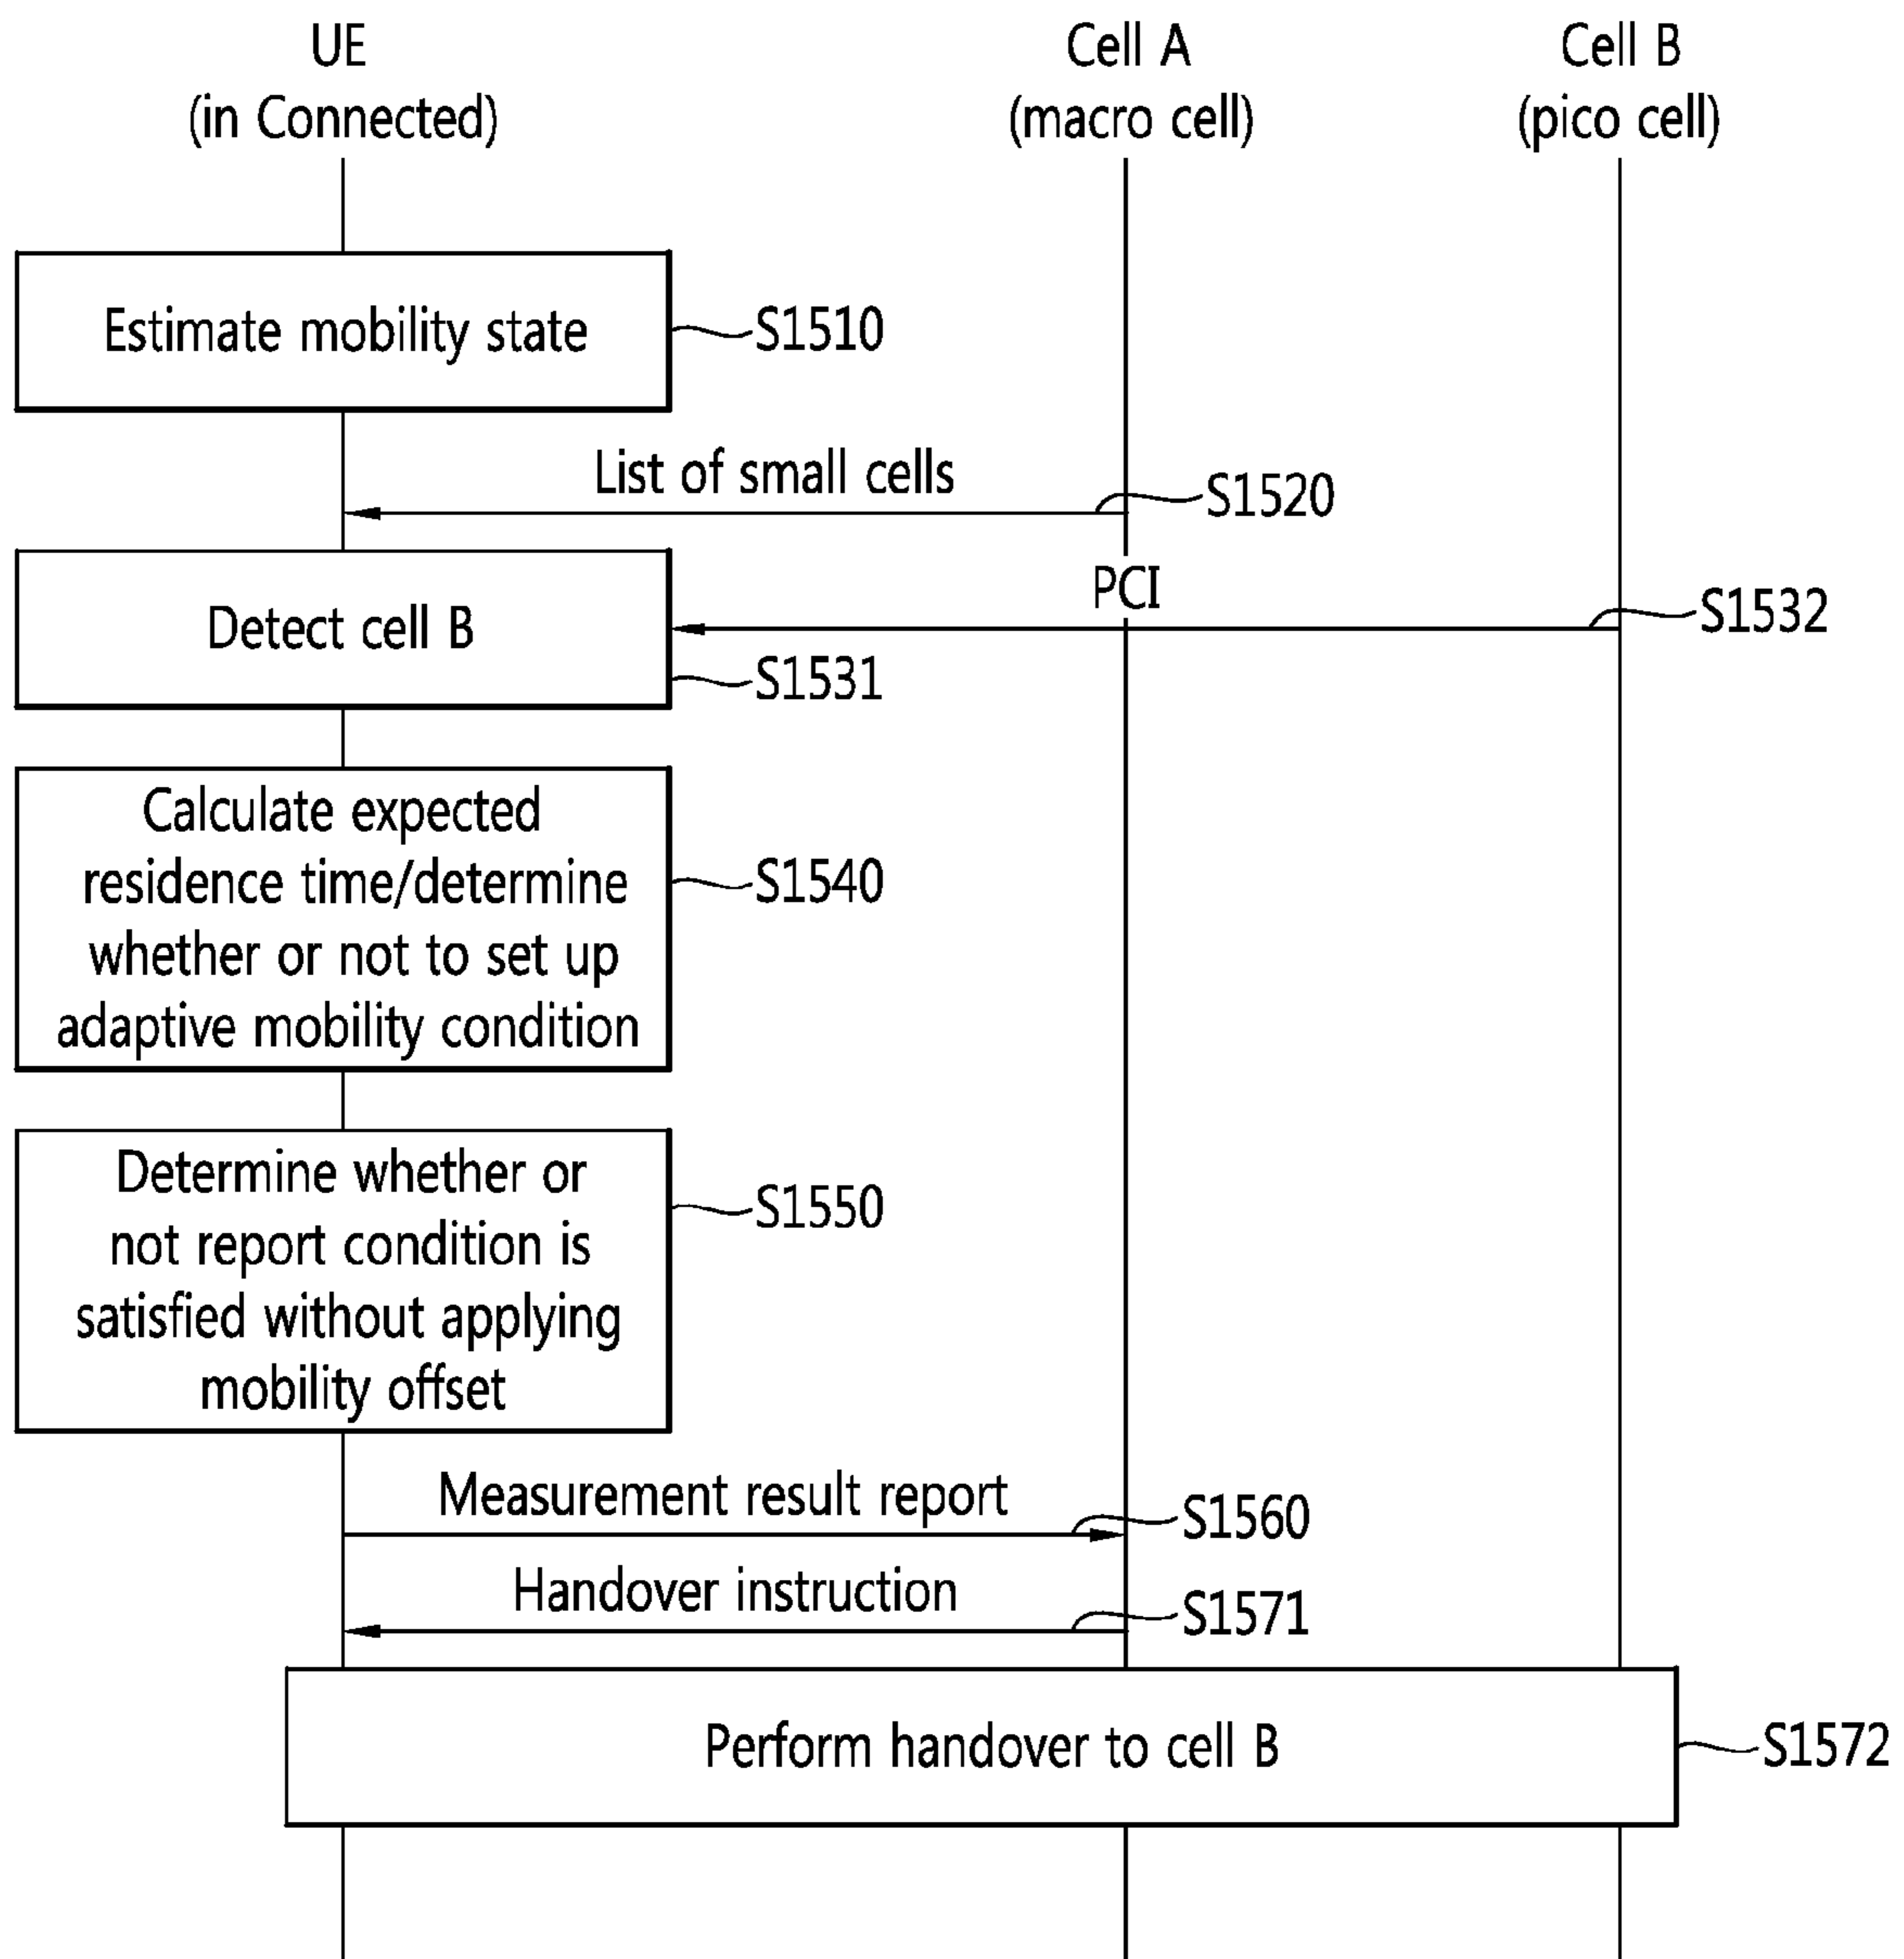 UE
(in Connected)
Cell A
(macro cell)
Cell B
(pico cell)
Estimate mobility state
S1510
List of small cells
S1520
PCI
S1532
Detect cell B
S1531
Calculate expected
residence time/determine
whether or not to set up
adaptive mobility condition
S1540
Determine whether or
not report condition is
satisfied without applying
mobility offset
S1550
Measurement result report
S1560
Handover instruction
S1571
Perform handover to cell B
S1572